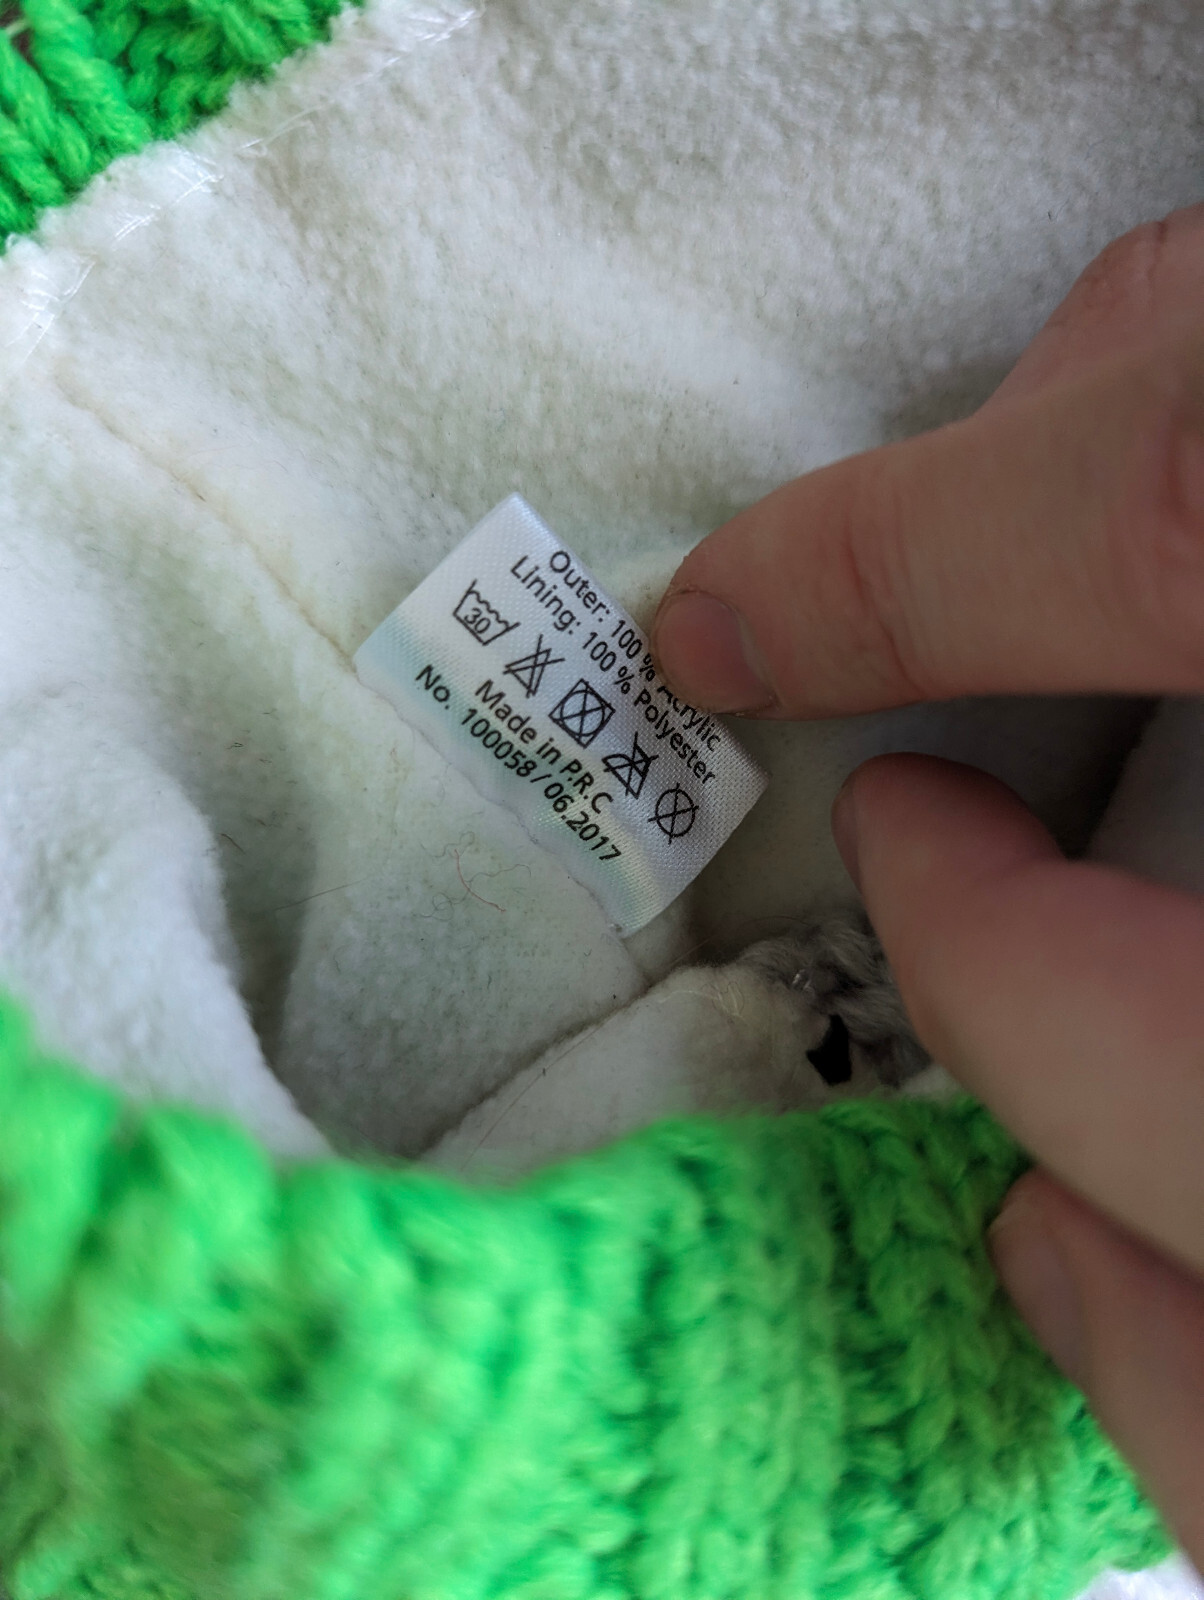 Outer: 100 % Acrylic
Lining: 100 % Polyester
30
Made in P.R.C
No. 100058 / 06.2017